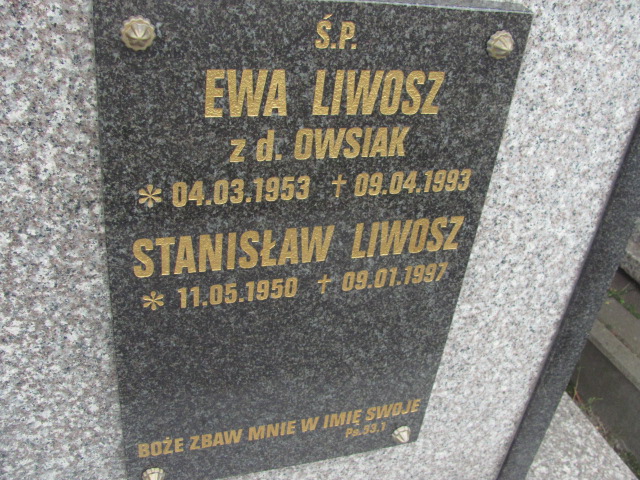 Ś.P.
EWA LIWOSZ
z d. OWSIAK
* 04.03.1953 † 09.04.1993
STANISŁAW LIWOSZ
* 11.05.1950 † 09.01.1997
BOŻE ZBAW MNIE W IMIĘ SWOJE
Ps.53,1